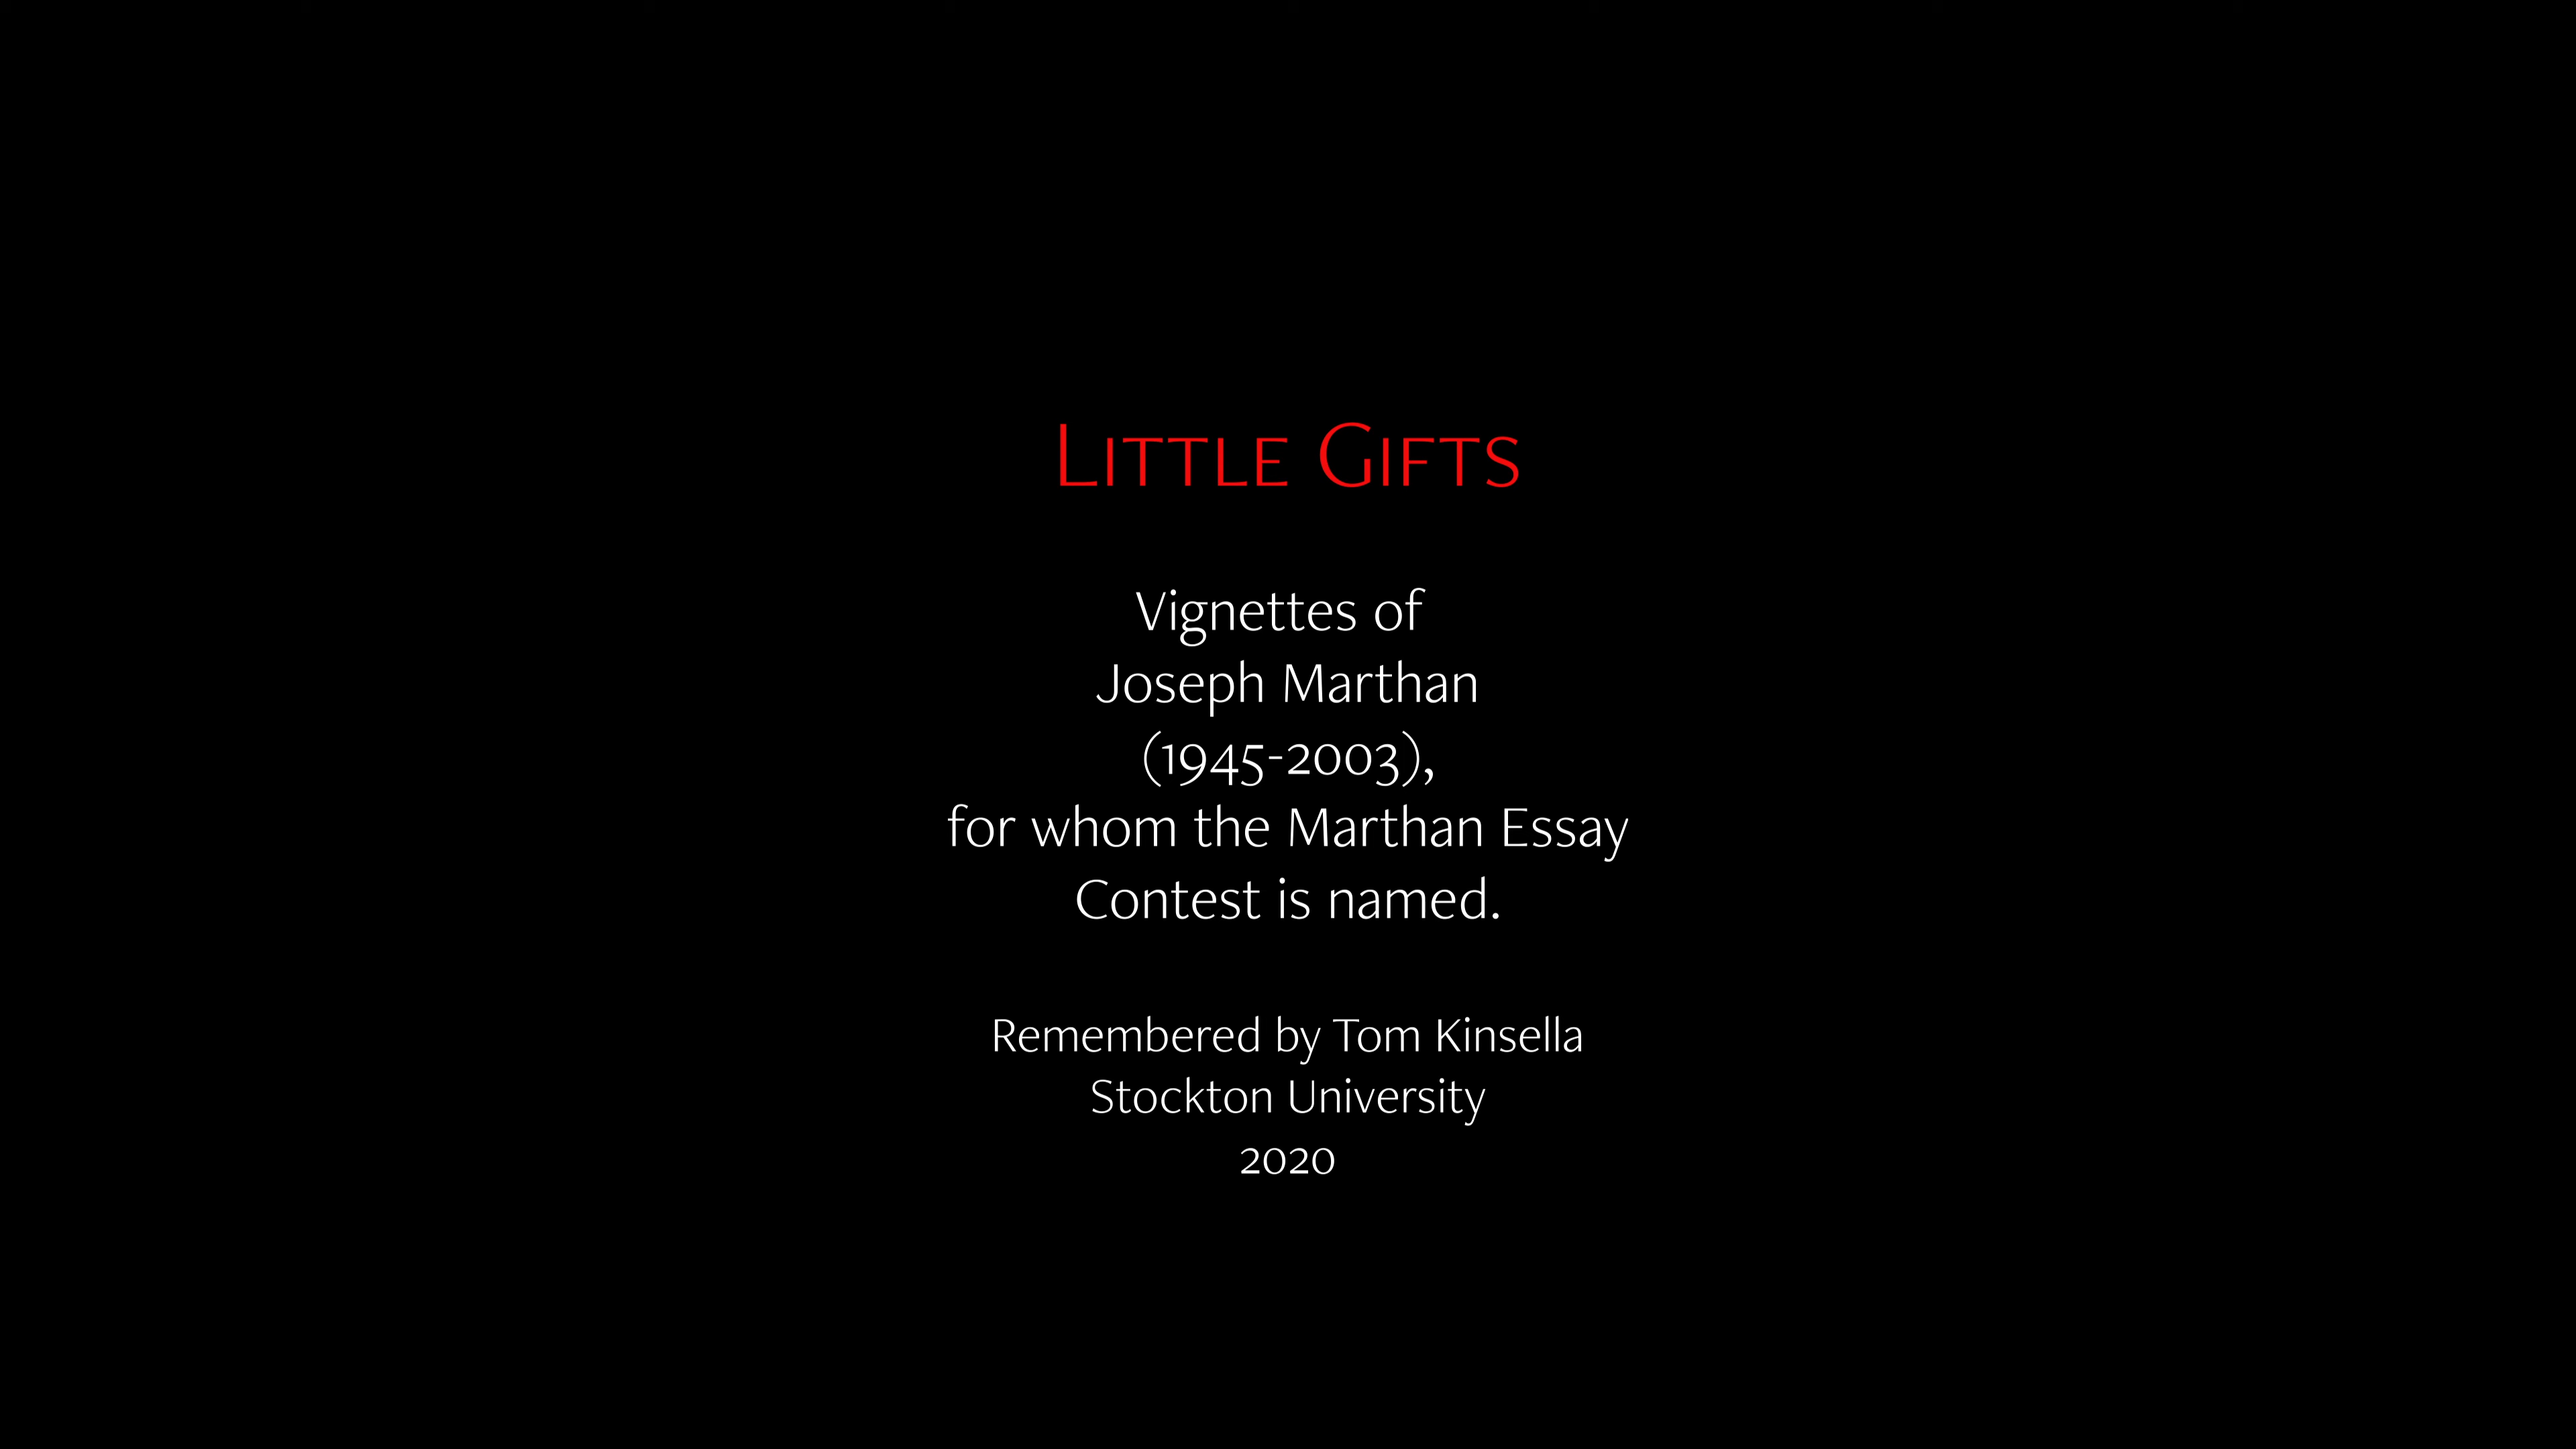 Little Gifts
Vignettes of
Joseph Marthan
(1945-2003),
for whom the Marthan Essay
Contest is named.
Remembered by Tom Kinsella
Stockton University
2020